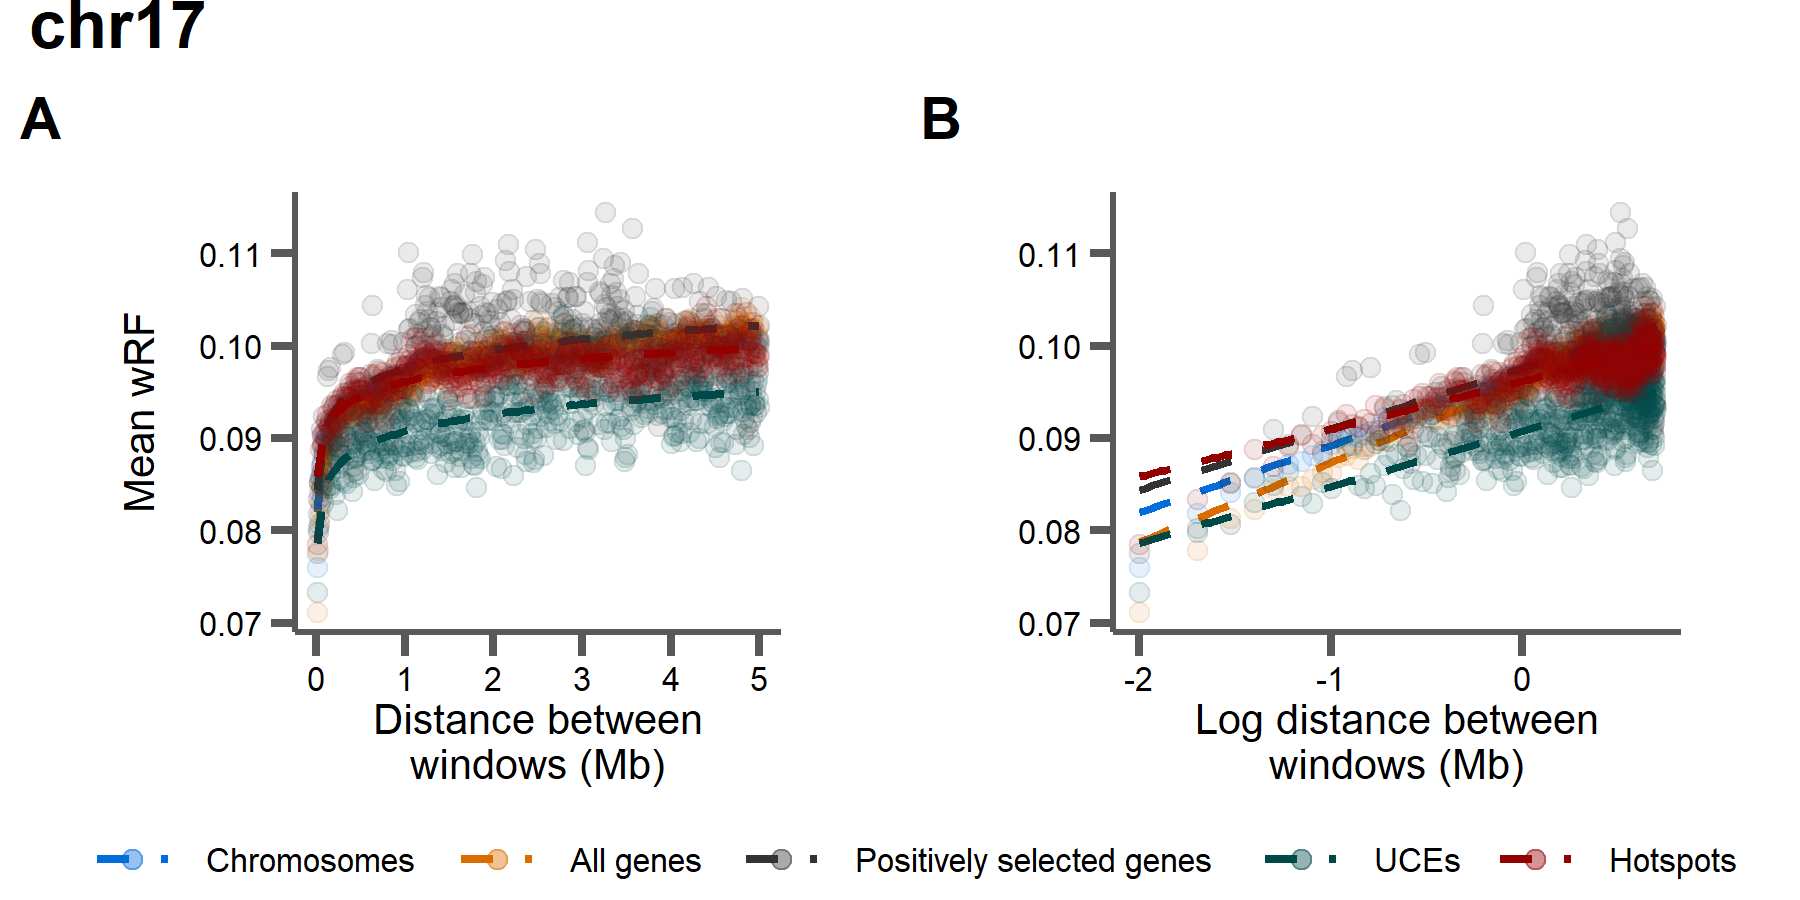 chr17
A
B
Mean wRF
0.11
0.10
0.09
0.08
0.07
0 1 2 3 4 5
Distance between
windows (Mb)
0.11
0.10
0.09
0.08
0.07
-2 -1 0
Log distance between
windows (Mb)
Chromosomes All genes Positively selected genes UCEs Hotspots